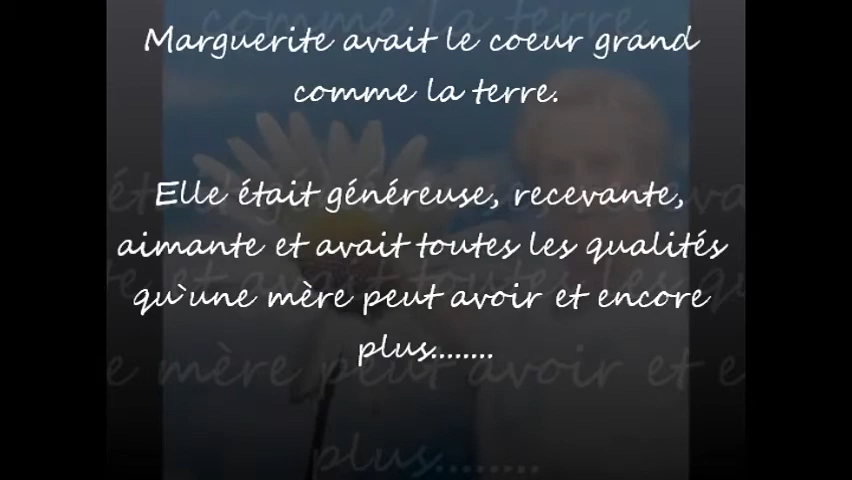 Marguerite avait le coeur grand
comme la terre.
Elle était généreuse, recevante,
aimante et avait toutes les qualités
qu`une mère peut avoir et encore
plus........